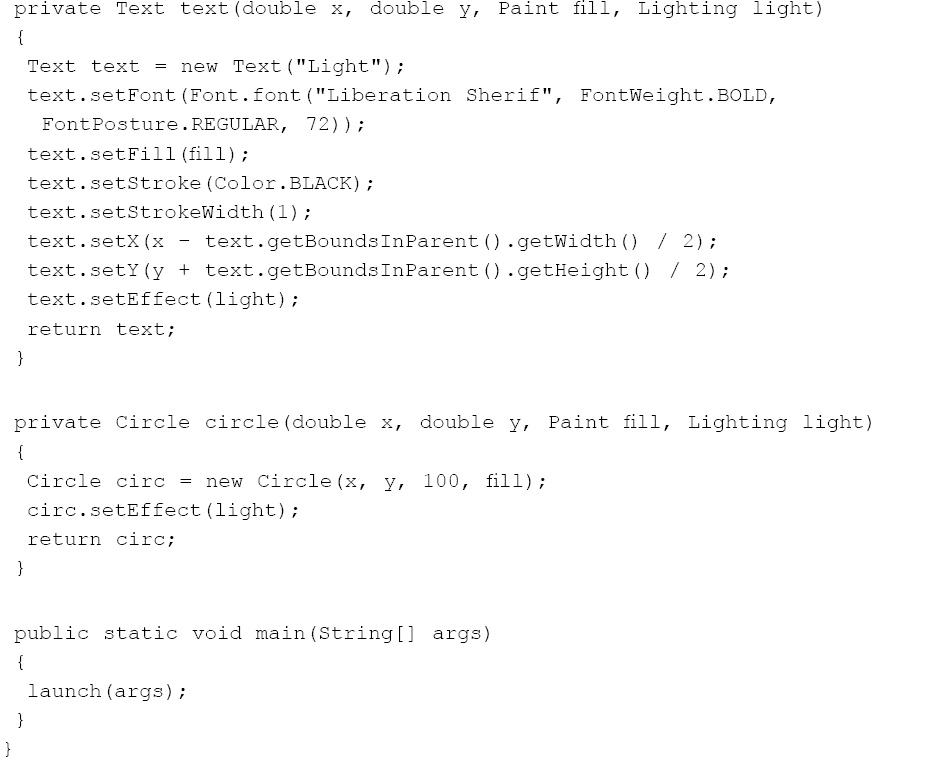 private Text text(double x, double y, Paint fill, Lighting light)
{
Text text = new Text("Light");
text.setFont(Font.font("Liberation Sherif", FontWeight.BOLD,
FontPosture.REGULAR, 72));
text.setFill(fill);
text.setStroke(Color.BLACK);
text.setStrokeWidth(1);
text.setX(x - text.getBoundsInParent().getWidth() / 2);
text.setY(y + text.getBoundsInParent().getHeight() / 2);
text.setEffect(light);
return text;
}
private Circle circle(double x, double y, Paint fill, Lighting light)
{
Circle circ = new Circle(x, y, 100, fill);
circ.setEffect(light);
return circ;
}
public static void main(String[] args)
{
launch(args);
}
}